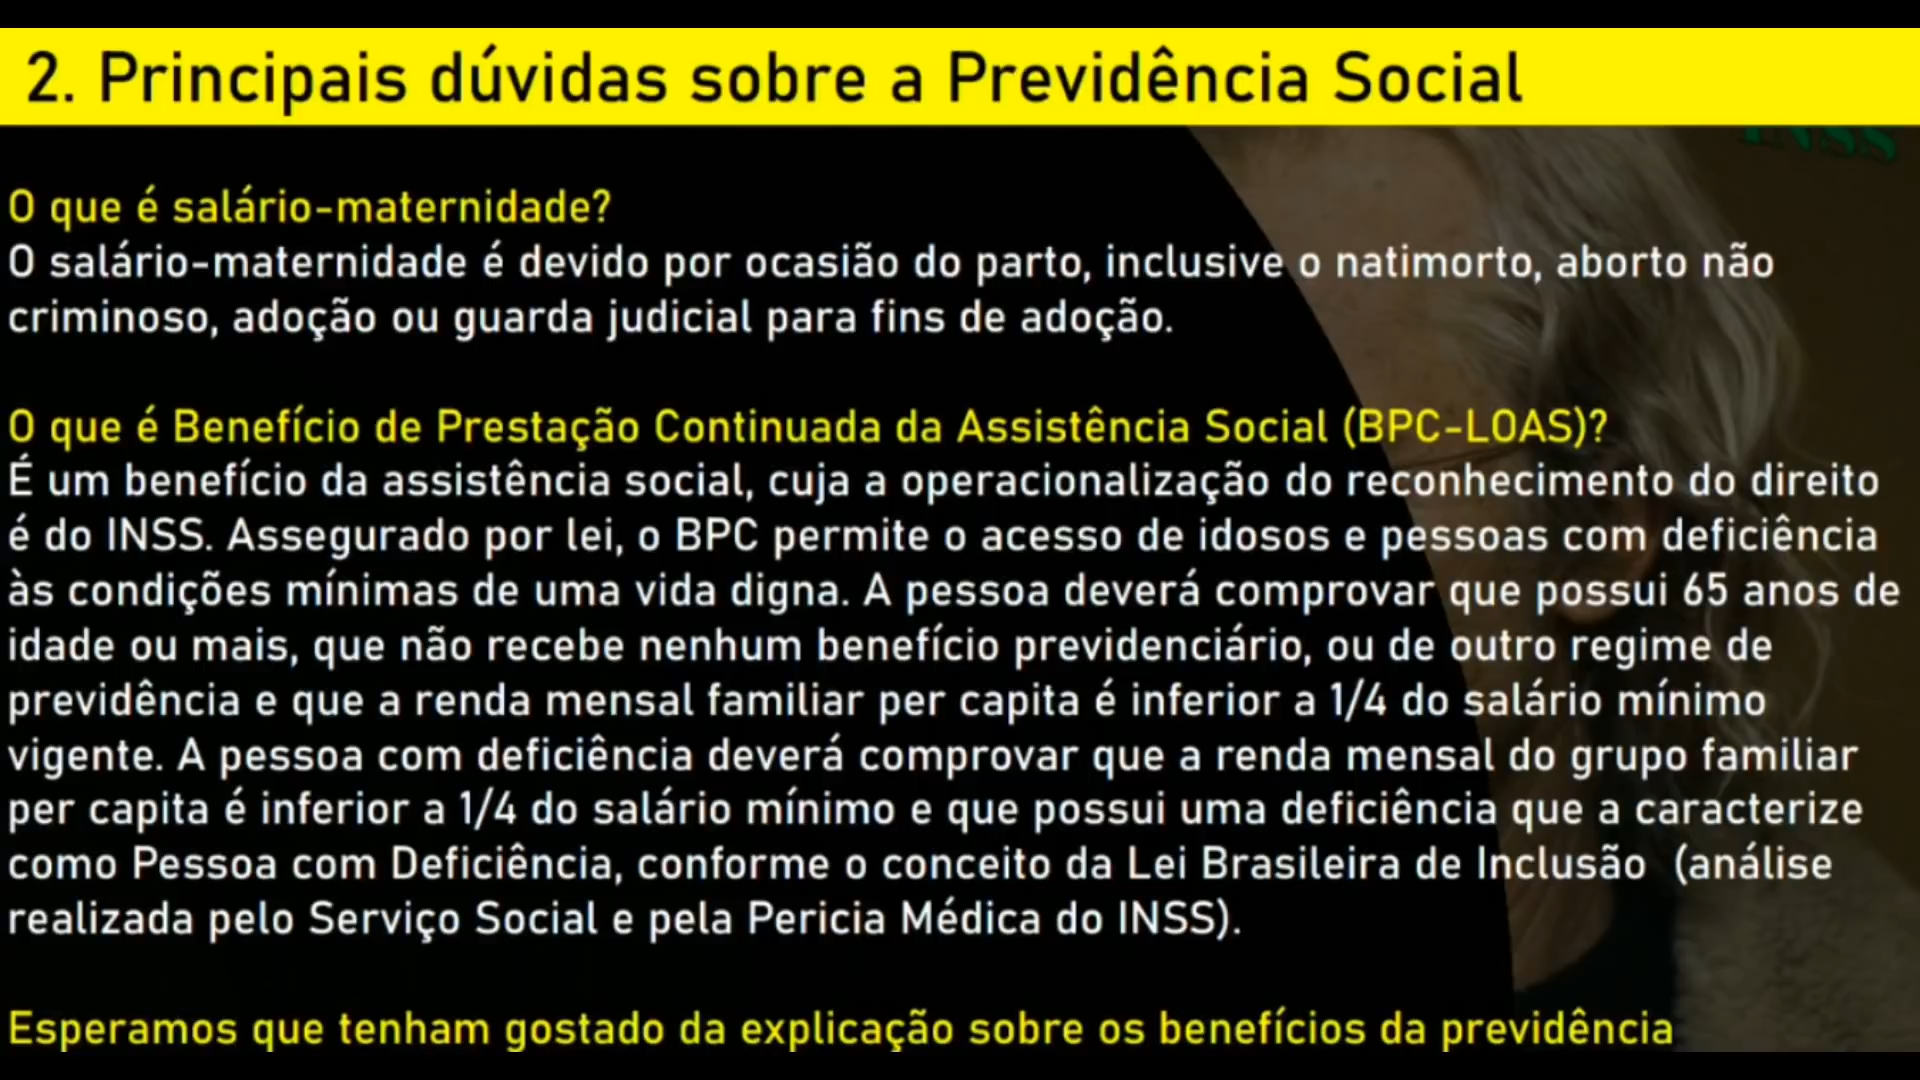 2. Principais dúvidas sobre a Previdência Social
INSS
O que é salário-maternidade?
O salário-maternidade é devido por ocasião do parto, inclusive o natimorto, aborto não
criminoso, adoção ou guarda judicial para fins de adoção.
O que é Benefício de Prestação Continuada da Assistência Social (BPC-LOAS)?
É um benefício da assistência social, cuja a operacionalização do reconhecimento do direito
é do INSS. Assegurado por lei, o BPC permite o acesso de idosos e pessoas com deficiência
às condições mínimas de uma vida digna. A pessoa deverá comprovar que possui 65 anos de
idade ou mais, que não recebe nenhum benefício previdenciário, ou de outro regime de
previdência e que a renda mensal familiar per capita é inferior a 1/4 do salário mínimo
vigente. A pessoa com deficiência deverá comprovar que a renda mensal do grupo familiar
per capita é inferior a 1/4 do salário mínimo e que possui uma deficiência que a caracterize
como Pessoa com Deficiência, conforme o conceito da Lei Brasileira de Inclusão (análise
realizada pelo Serviço Social e pela Pericia Médica do INSS).
Esperamos que tenham gostado da explicação sobre os benefícios da previdência